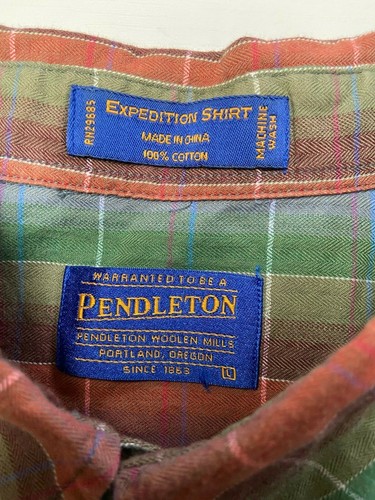 RN29685
EXPEDITION SHIRT
MADE IN CHINA
100% COTTON
MACHINE
WASH
WARRANTED TO BE A
PENDLETON
PENDLETON WOOLEN MILLS
PORTLAND, OREGON
SINCE 1863
L